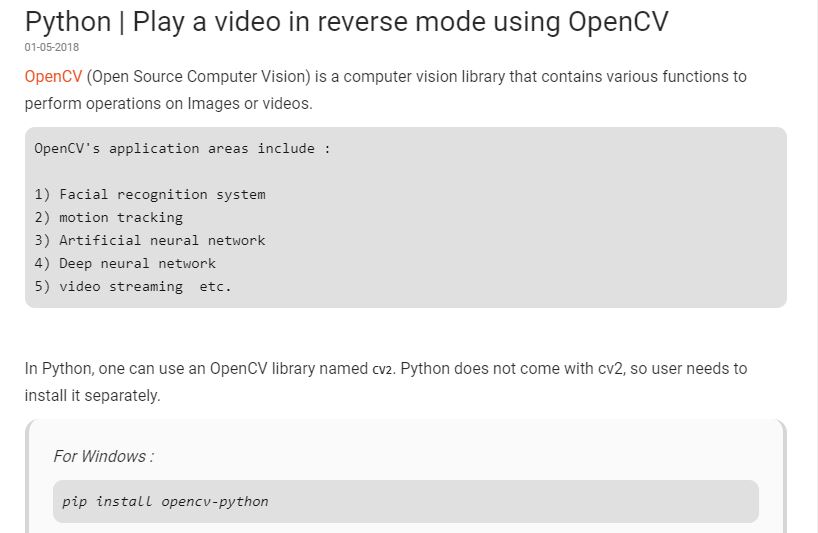 Python | Play a video in reverse mode using OpenCV
01-05-2018
OpenCV (Open Source Computer Vision) is a computer vision library that contains various functions to
perform operations on Images or videos.
OpenCV's application areas include :
1) Facial recognition system
2) motion tracking
3) Artificial neural network
4) Deep neural network
5) video streaming  etc.
In Python, one can use an OpenCV library named cv2. Python does not come with cv2, so user needs to
install it separately.
For Windows :
pip install opencv-python